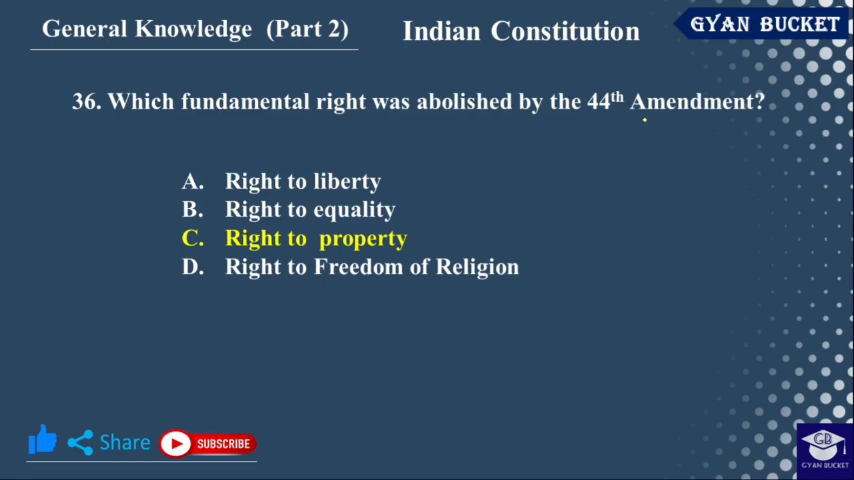 General Knowledge (Part 2)
Indian Constitution
GYAN BUCKET
36. Which fundamental right was abolished by the 44th Amendment?
A. Right to liberty
B. Right to equality
C. Right to property
D. Right to Freedom of Religion
Share
SUBSCRIBE
GB
GYAN BUCKET